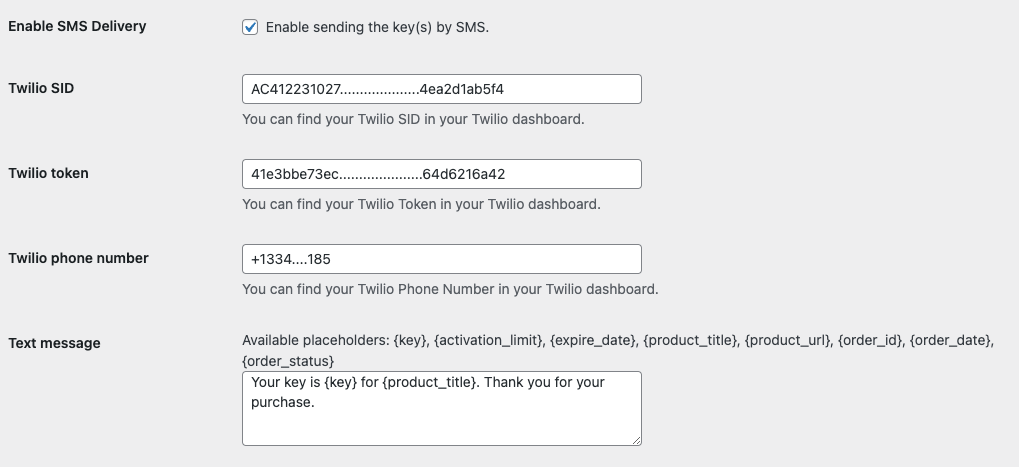 Enable SMS Delivery
Enable sending the key(s) by SMS.
Twilio SID
AC412231027....................4ea2d1ab5f4
You can find your Twilio SID in your Twilio dashboard.
Twilio token
41e3bbe73ec.....................64d6216a42
You can find your Twilio Token in your Twilio dashboard.
Twilio phone number
+1334....185
You can find your Twilio Phone Number in your Twilio dashboard.
Text message
Available placeholders: {key}, {activation_limit}, {expire_date}, {product_title}, {product_url}, {order_id}, {order_date},
{order_status}
Your key is {key} for {product_title}. Thank you for your
purchase.